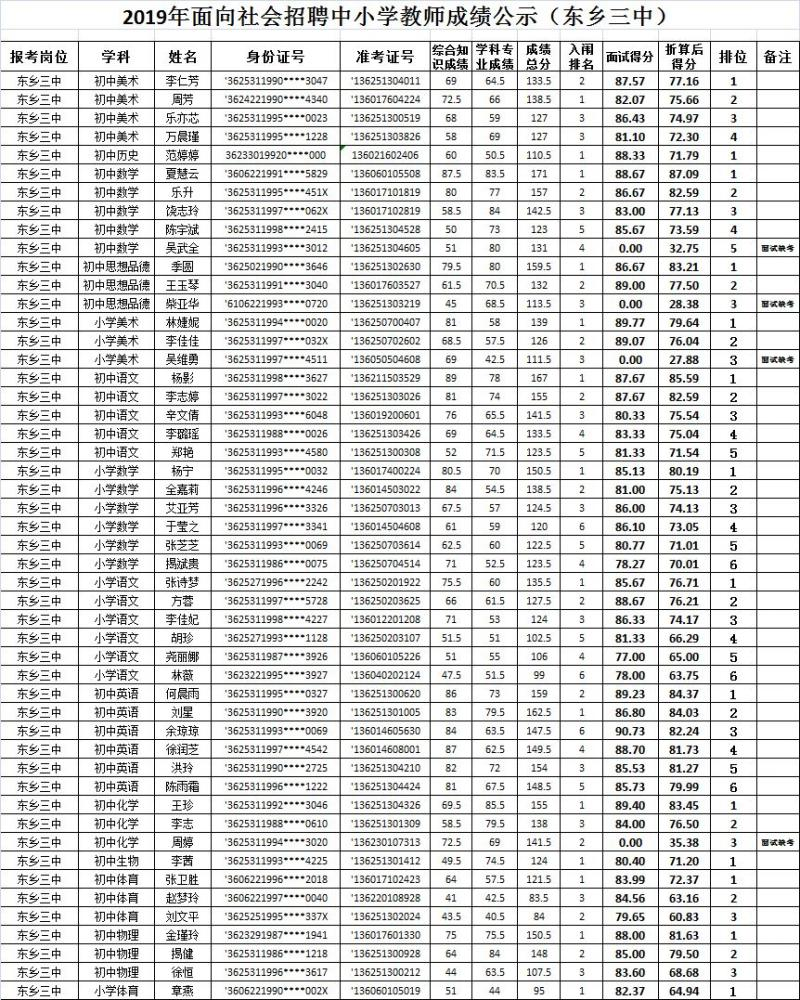 2019年面向社会招聘中小学教师成绩公示（东乡三中）
报考岗位 学科 姓名 身份证号 准考证号 综合知识成绩 学科专业成绩 成绩总分 入闱排名 面试得分 折算后得分 排位 备注
东乡三中 初中美术 李仁芳 '3625311990****3047 '136251304011 69 64.5 133.5 2 87.57 77.16 1
东乡三中 初中美术 周芳 '3624221990****4340 '136017604224 72.5 66 138.5 1 82.07 75.66 2
东乡三中 初中美术 乐亦芯 '3625311995****0023 '136251300519 68 59 127 3 86.43 74.97 3
东乡三中 初中美术 万晨瑾 '3625311995****1228 '136251303826 58 69 127 3 81.10 72.30 4
东乡三中 初中历史 范婷婷 36233019920****000 136021602406 60 50.5 110.5 1 88.33 71.79 1
东乡三中 初中数学 夏慧云 '3606221991****5829 '136060105508 87.5 83.5 171 1 88.67 87.09 1
东乡三中 初中数学 乐升 '3625311995****451X '136017101819 80 77 157 2 86.67 82.59 2
东乡三中 初中数学 饶志玲 '3625311997****062X '136017102819 58.5 84 142.5 3 83.00 77.13 3
东乡三中 初中数学 陈宇斌 '3625311998****2415 '136251304528 50 73 123 5 85.67 73.59 4
东乡三中 初中数学 吴武全 '3625311993****3012 '136251304605 51 80 131 4 0.00 32.75 5 面试缺考
东乡三中 初中思想品德 季圆 '3625021990****3646 '136251302630 79.5 80 159.5 1 86.67 83.21 1
东乡三中 初中思想品德 王玉琴 '3625311991****3040 '136017603527 61.5 70.5 132 2 89.00 77.50 2
东乡三中 初中思想品德 柴亚华 '6106221993****0720 '136251303219 45 68.5 113.5 3 0.00 28.38 3 面试缺考
东乡三中 小学美术 林婕妮 '3625311994****0020 '136250700407 81 58 139 1 89.77 79.64 1
东乡三中 小学美术 李佳佳 '3625311997****032X '136250702602 68.5 57.5 126 2 89.07 76.04 2
东乡三中 小学美术 吴维勇 '3625311997****4511 '136050504608 69 42.5 111.5 3 0.00 27.88 3 面试缺考
东乡三中 初中语文 杨影 '3625311998****3627 '136211503529 89 78 167 1 87.67 85.59 1
东乡三中 初中语文 李志婷 '3625311997****3022 '136251303026 81 74 155 2 87.67 82.59 2
东乡三中 初中语文 辛文倩 '3625311993****6048 '136019200601 76 65.5 141.5 3 80.33 75.54 3
东乡三中 初中语文 李璐瑶 '3625311988****0026 '136251303426 69 64.5 133.5 4 83.33 75.04 4
东乡三中 初中语文 郑艳 '3625311993****4580 '136251300308 52 71.5 123.5 5 81.33 71.54 5
东乡三中 小学数学 杨宁 '3625311995****0032 '136017400224 80.5 70 150.5 1 85.13 80.19 1
东乡三中 小学数学 全嘉莉 '3625311996****4246 '136014503022 84 54.5 138.5 2 81.00 75.13 2
东乡三中 小学数学 艾亚芳 '3625311996****3326 '136250703013 67.5 57 124.5 3 86.00 74.13 3
东乡三中 小学数学 于莹之 '3625311997****3341 '136014504608 61 59 120 6 86.10 73.05 4
东乡三中 小学数学 张芝芝 '3625311993****0069 '136250703614 62.5 60 122.5 5 80.77 71.01 5
东乡三中 小学数学 揭斌贵 '3625311986****0075 '136250704514 71 52.5 123.5 4 78.27 70.01 6
东乡三中 小学语文 张诗梦 '3625271996****2242 '136250201922 75.5 60 135.5 1 85.67 76.71 1
东乡三中 小学语文 方蓉 '3625311997****5728 '136250203625 66 61.5 127.5 2 88.67 76.21 2
东乡三中 小学语文 李佳妃 '3625311998****4227 '136012201208 71 53 124 3 86.33 74.17 3
东乡三中 小学语文 胡珍 '3625271993****1128 '136250203107 51.5 51 102.5 5 81.33 66.29 4
东乡三中 小学语文 尧丽娜 '3625311987****3926 '136060105226 51 55 106 4 77.00 65.00 5
东乡三中 小学语文 林薇 '3623221995****3927 '136040202124 47.5 51.5 99 6 78.00 63.75 6
东乡三中 初中英语 何晨雨 '3625311995****0327 '136251300620 86 73 159 2 89.23 84.37 1
东乡三中 初中英语 刘星 '3625311990****3920 '136251301005 83 79.5 162.5 1 86.80 84.03 2
东乡三中 初中英语 余琼琼 '3625311993****0069 '136014605630 84 63.5 147.5 6 90.73 82.24 3
东乡三中 初中英语 徐润芝 '3625311997****4542 '136014608001 87 62.5 149.5 4 88.70 81.73 4
东乡三中 初中英语 洪玲 '3625311990****2725 '136251304210 82 72 154 3 85.53 81.27 5
东乡三中 初中英语 陈雨霜 '3625311996****1222 '136251304424 81 67.5 148.5 5 85.73 79.99 6
东乡三中 初中化学 王珍 '3625311992****3046 '136251304326 69.5 85.5 155 1 89.40 83.45 1
东乡三中 初中化学 李志 '3625311988****0610 '136251301309 58.5 79.5 138 3 84.00 76.50 2
东乡三中 初中化学 周婷 '3625311994****3020 '136230107313 72.5 69 141.5 2 0.00 35.38 3 面试缺考
东乡三中 初中生物 李茜 '3625311993****4225 '136251301412 49.5 74.5 124 1 80.40 71.20 1
东乡三中 初中体育 张卫胜 '3606221996****2018 '136017102423 64 57.5 121.5 1 83.99 72.37 1
东乡三中 初中体育 赵梦玲 '3606221997****0040 '136220108928 41 42.5 83.5 3 84.56 63.16 2
东乡三中 初中体育 刘文平 '3625251995****337X '136251302024 43.5 40.5 84 2 79.65 60.83 3
东乡三中 初中物理 金瑾玲 '3623291987****1941 '136017601330 75 75.5 150.5 1 88.00 81.63 1
东乡三中 初中物理 揭健 '3625311986****1218 '136251300928 64 84 148 2 85.00 79.50 2
东乡三中 初中物理 徐恒 '3625311996****3617 '136251300212 44 63.5 107.5 3 83.60 68.68 3
东乡三中 小学体育 章燕 '3606221990****002X '136060105019 51 44 95 1 82.37 64.94 1